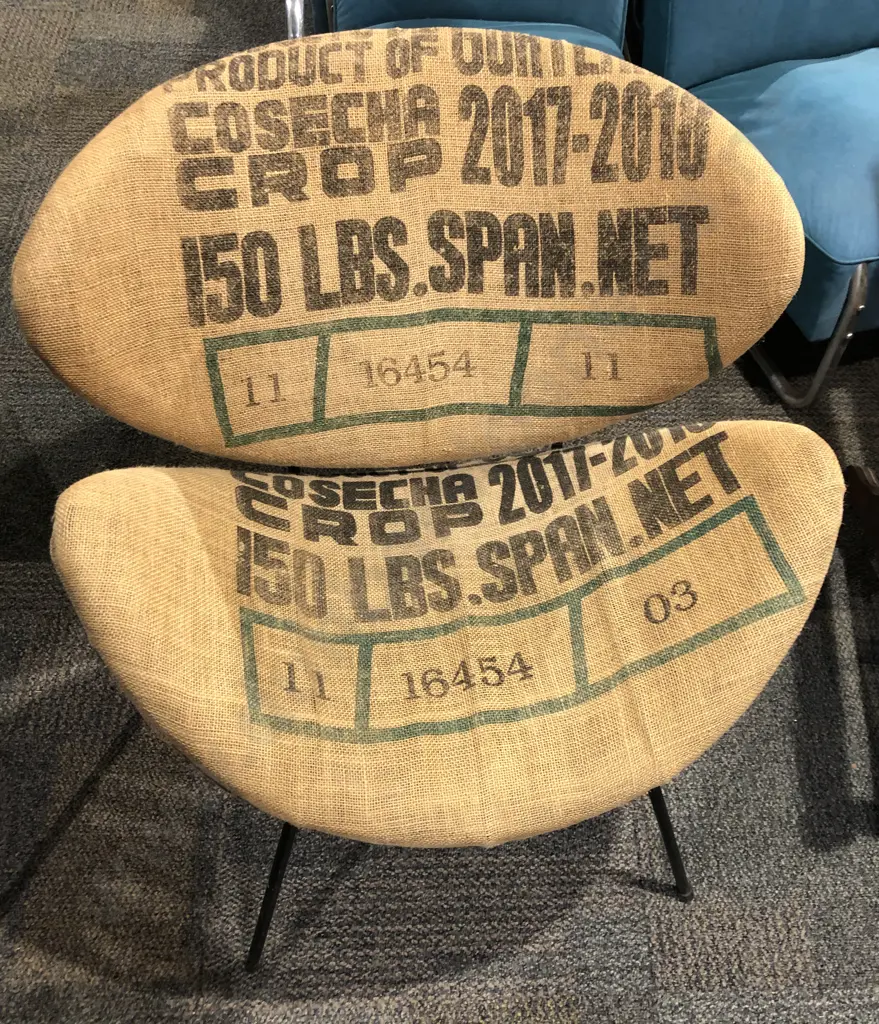 PRODUCT OF
COSECHA
CROP 2017-2018
150 LBS.SPAN.NET
11 16454 11
COSECHA
CROP 2017-2018
150 LBS.SPAN.NET
11 16454 03